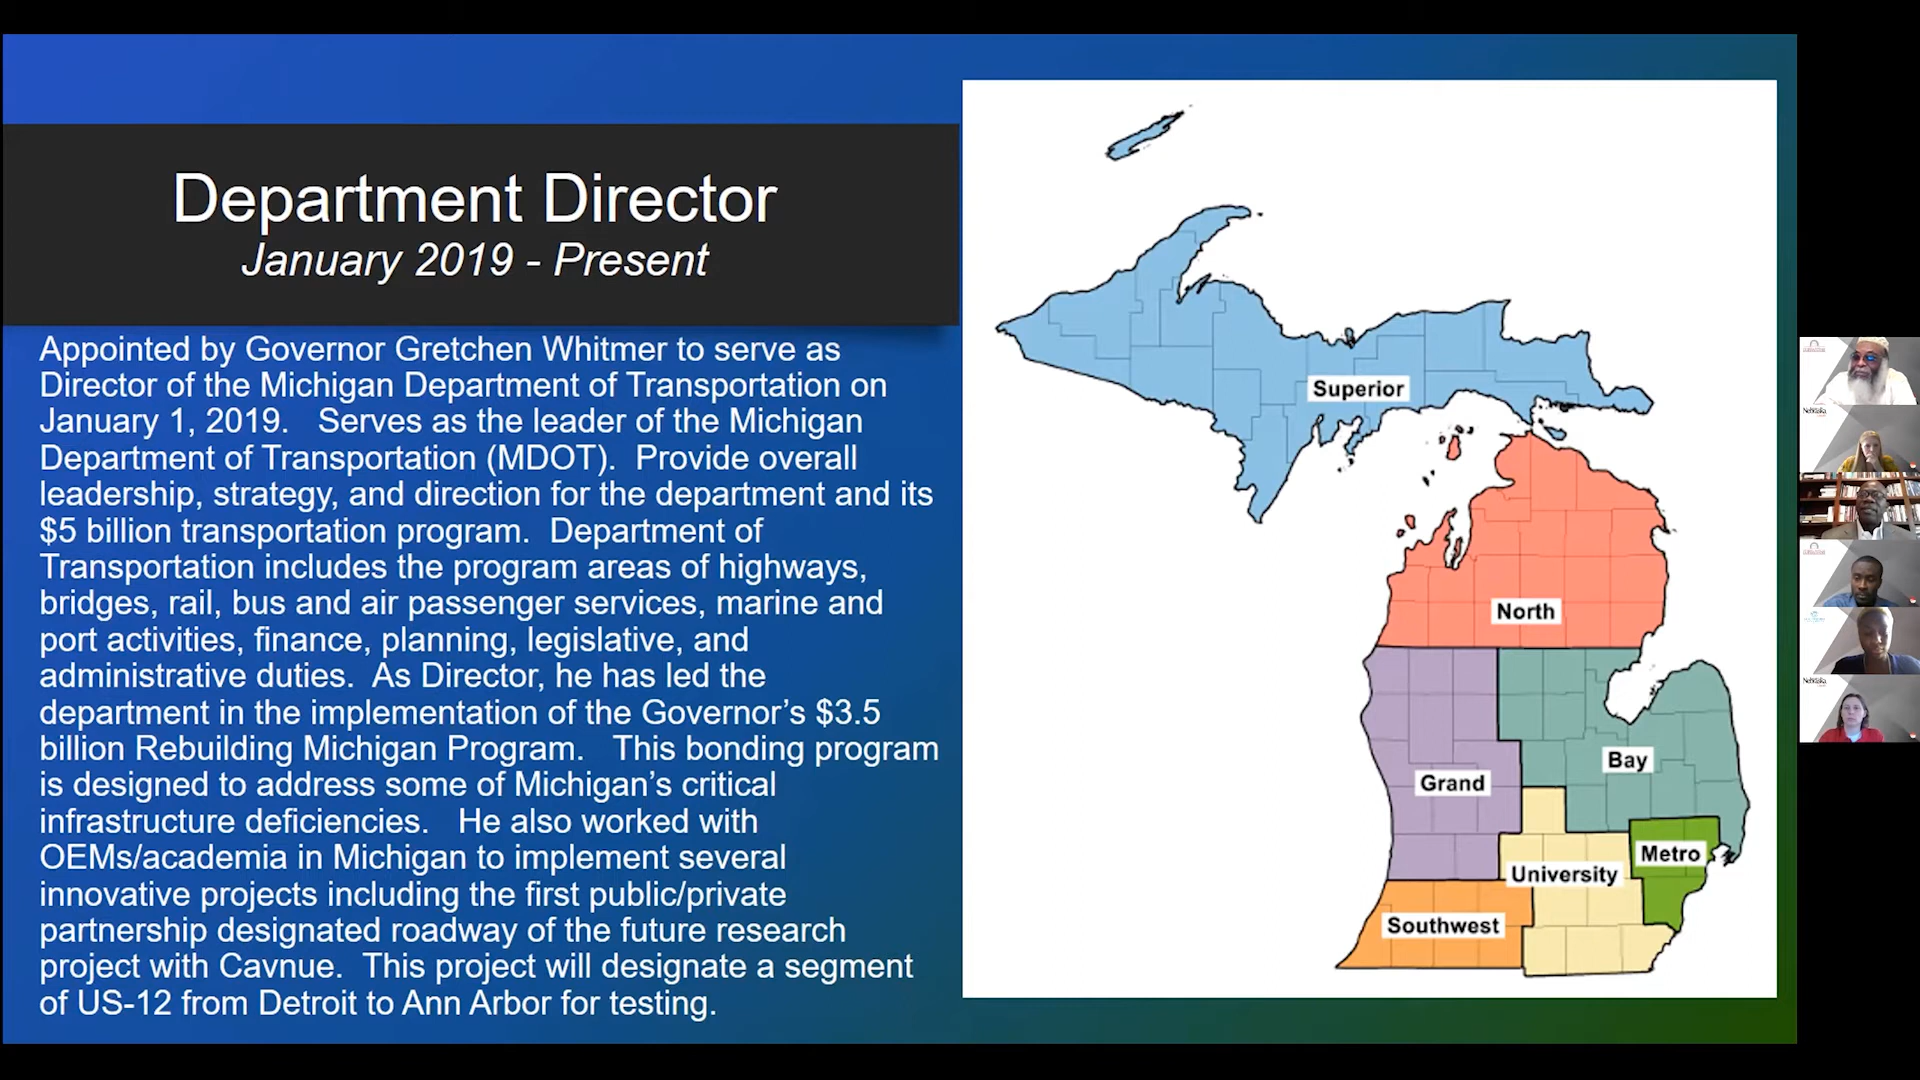 Department Director
January 2019 - Present
Appointed by Governor Gretchen Whitmer to serve as
Director of the Michigan Department of Transportation on
January 1, 2019.   Serves as the leader of the Michigan
Department of Transportation (MDOT).  Provide overall
leadership, strategy, and direction for the department and its
$5 billion transportation program.  Department of
Transportation includes the program areas of highways,
bridges, rail, bus and air passenger services, marine and
port activities, finance, planning, legislative, and
administrative duties.  As Director, he has led the
department in the implementation of the Governor’s $3.5
billion Rebuilding Michigan Program.   This bonding program
is designed to address some of Michigan’s critical
infrastructure deficiencies.   He also worked with
OEMs/academia in Michigan to implement several
innovative projects including the first public/private
partnership designated roadway of the future research
project with Cavnue.  This project will designate a segment
of US-12 from Detroit to Ann Arbor for testing.
Superior
North
Bay
Grand
Metro
University
Southwest
Nebraska
Nebraska